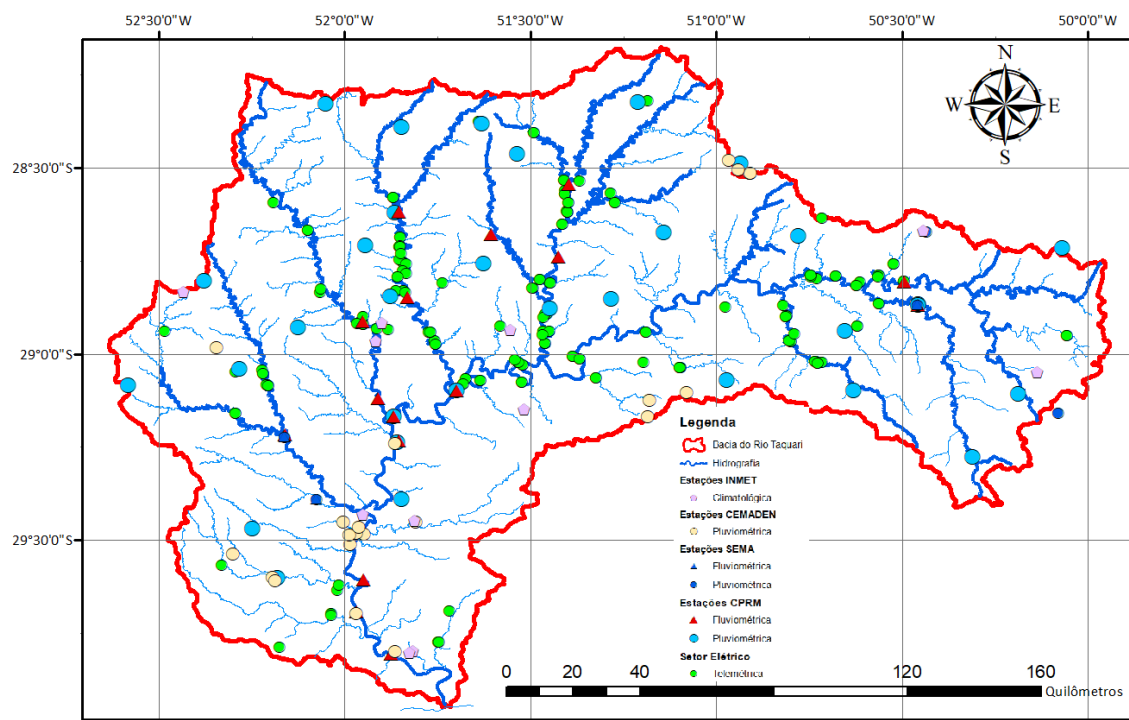 52°30'0"W 52°0'0"W 51°30'0"W 51°0'0"W 50°30'0"W 50°0'0"W
N
W E
S
28°30'0"S
29°0'0"S
29°30'0"S
Legenda
Dacia do Rio Taquari
Hidrografia
Estações INMET
Climatológica
Estações CEMADEN
Pluviométrica
Estações SEMA
Fluviométrica
Pluviométrica
Estações CPRM
Fluviométrica
Pluviométrica
Setor Elétrico
Telemétrica
0 20 40 80 120 160
Quilômetros